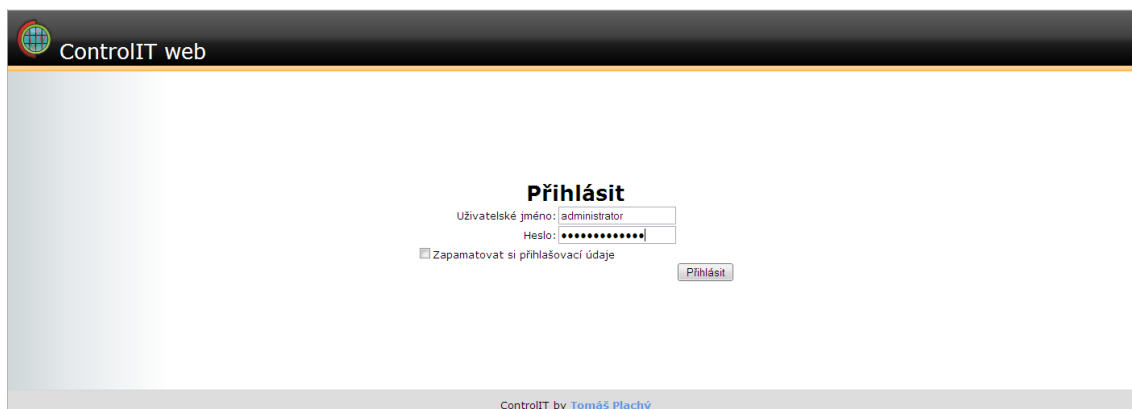 ControlIT web
Přihlásit
Uživatelské jméno: administrator
Heslo: •••••••••••••
Zapamatovat si přihlašovací údaje
Přihlásit
ControlIT by Tomáš Plachý